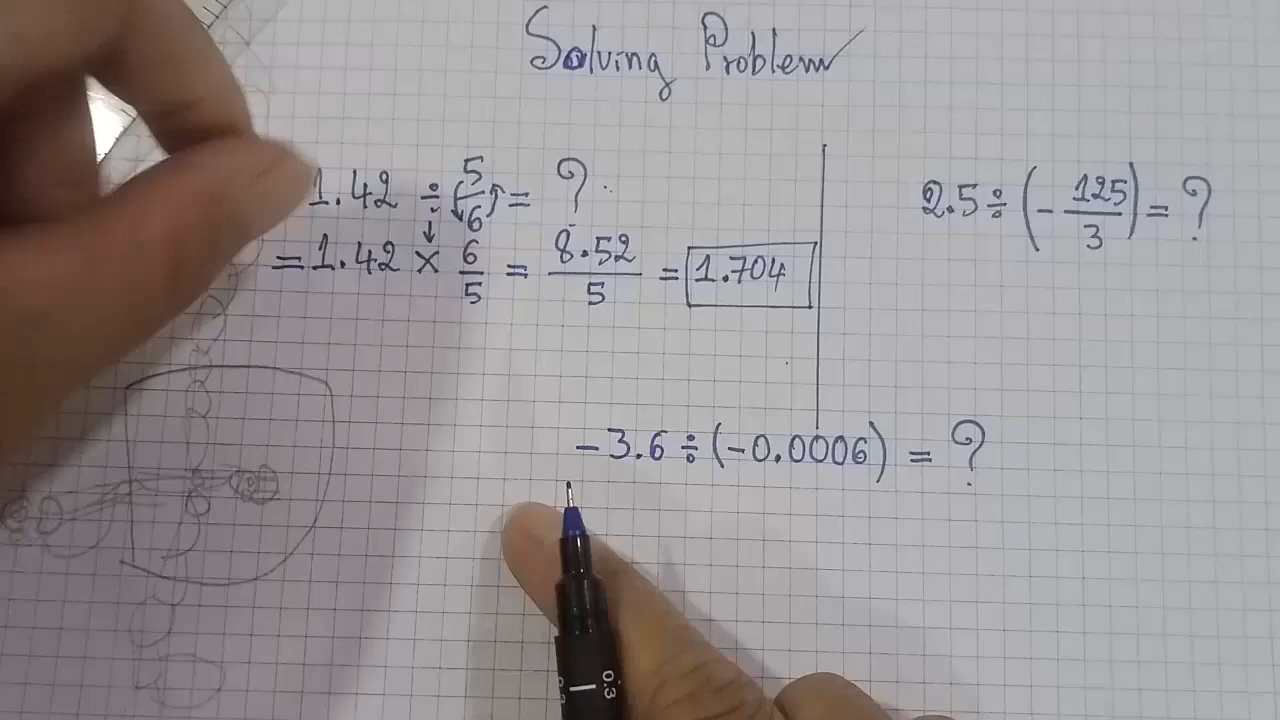 Solving Problem
1.42 ÷ 5/6 = ?
= 1.42 × 6/5 = 8.52/5 = 1.704
2.5 ÷ (- 125/3) = ?
-3.6 ÷ (-0.0006) = ?
0.3